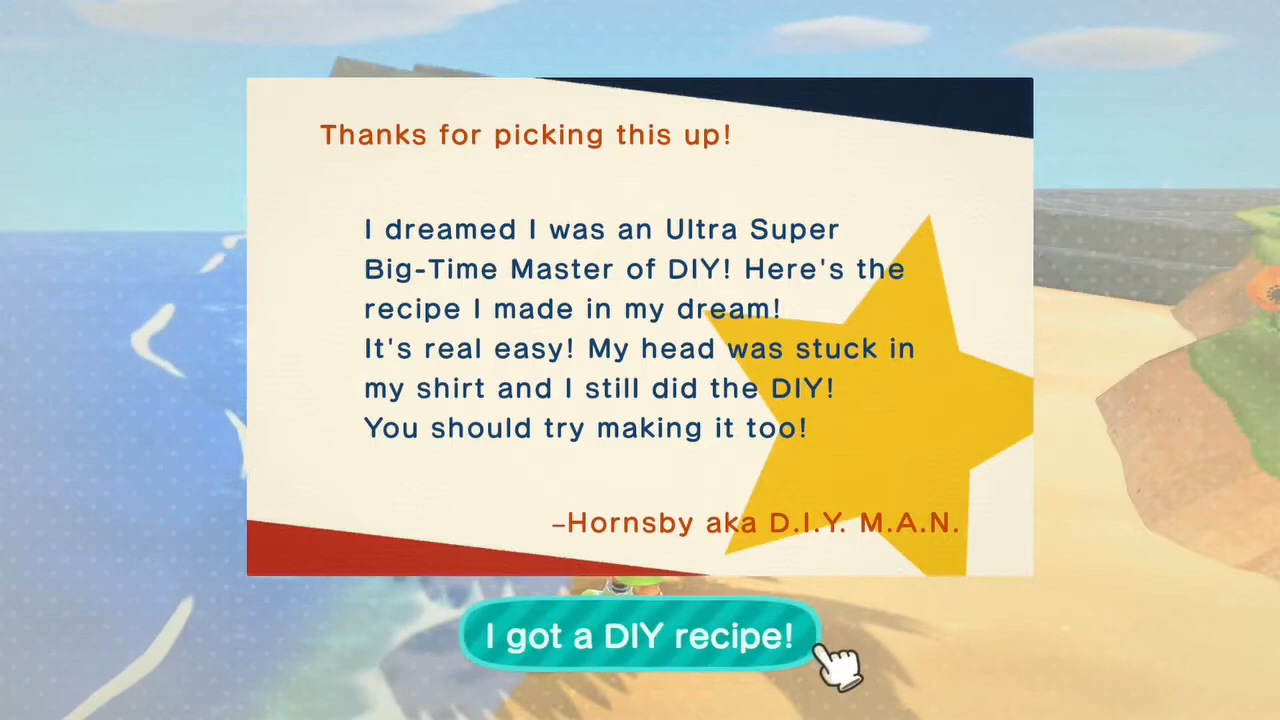 Thanks for picking this up!
I dreamed I was an Ultra Super
Big-Time Master of DIY! Here's the
recipe I made in my dream!
It's real easy! My head was stuck in
my shirt and I still did the DIY!
You should try making it too!
–Hornsby aka D.I.Y. M.A.N.
I got a DIY recipe!